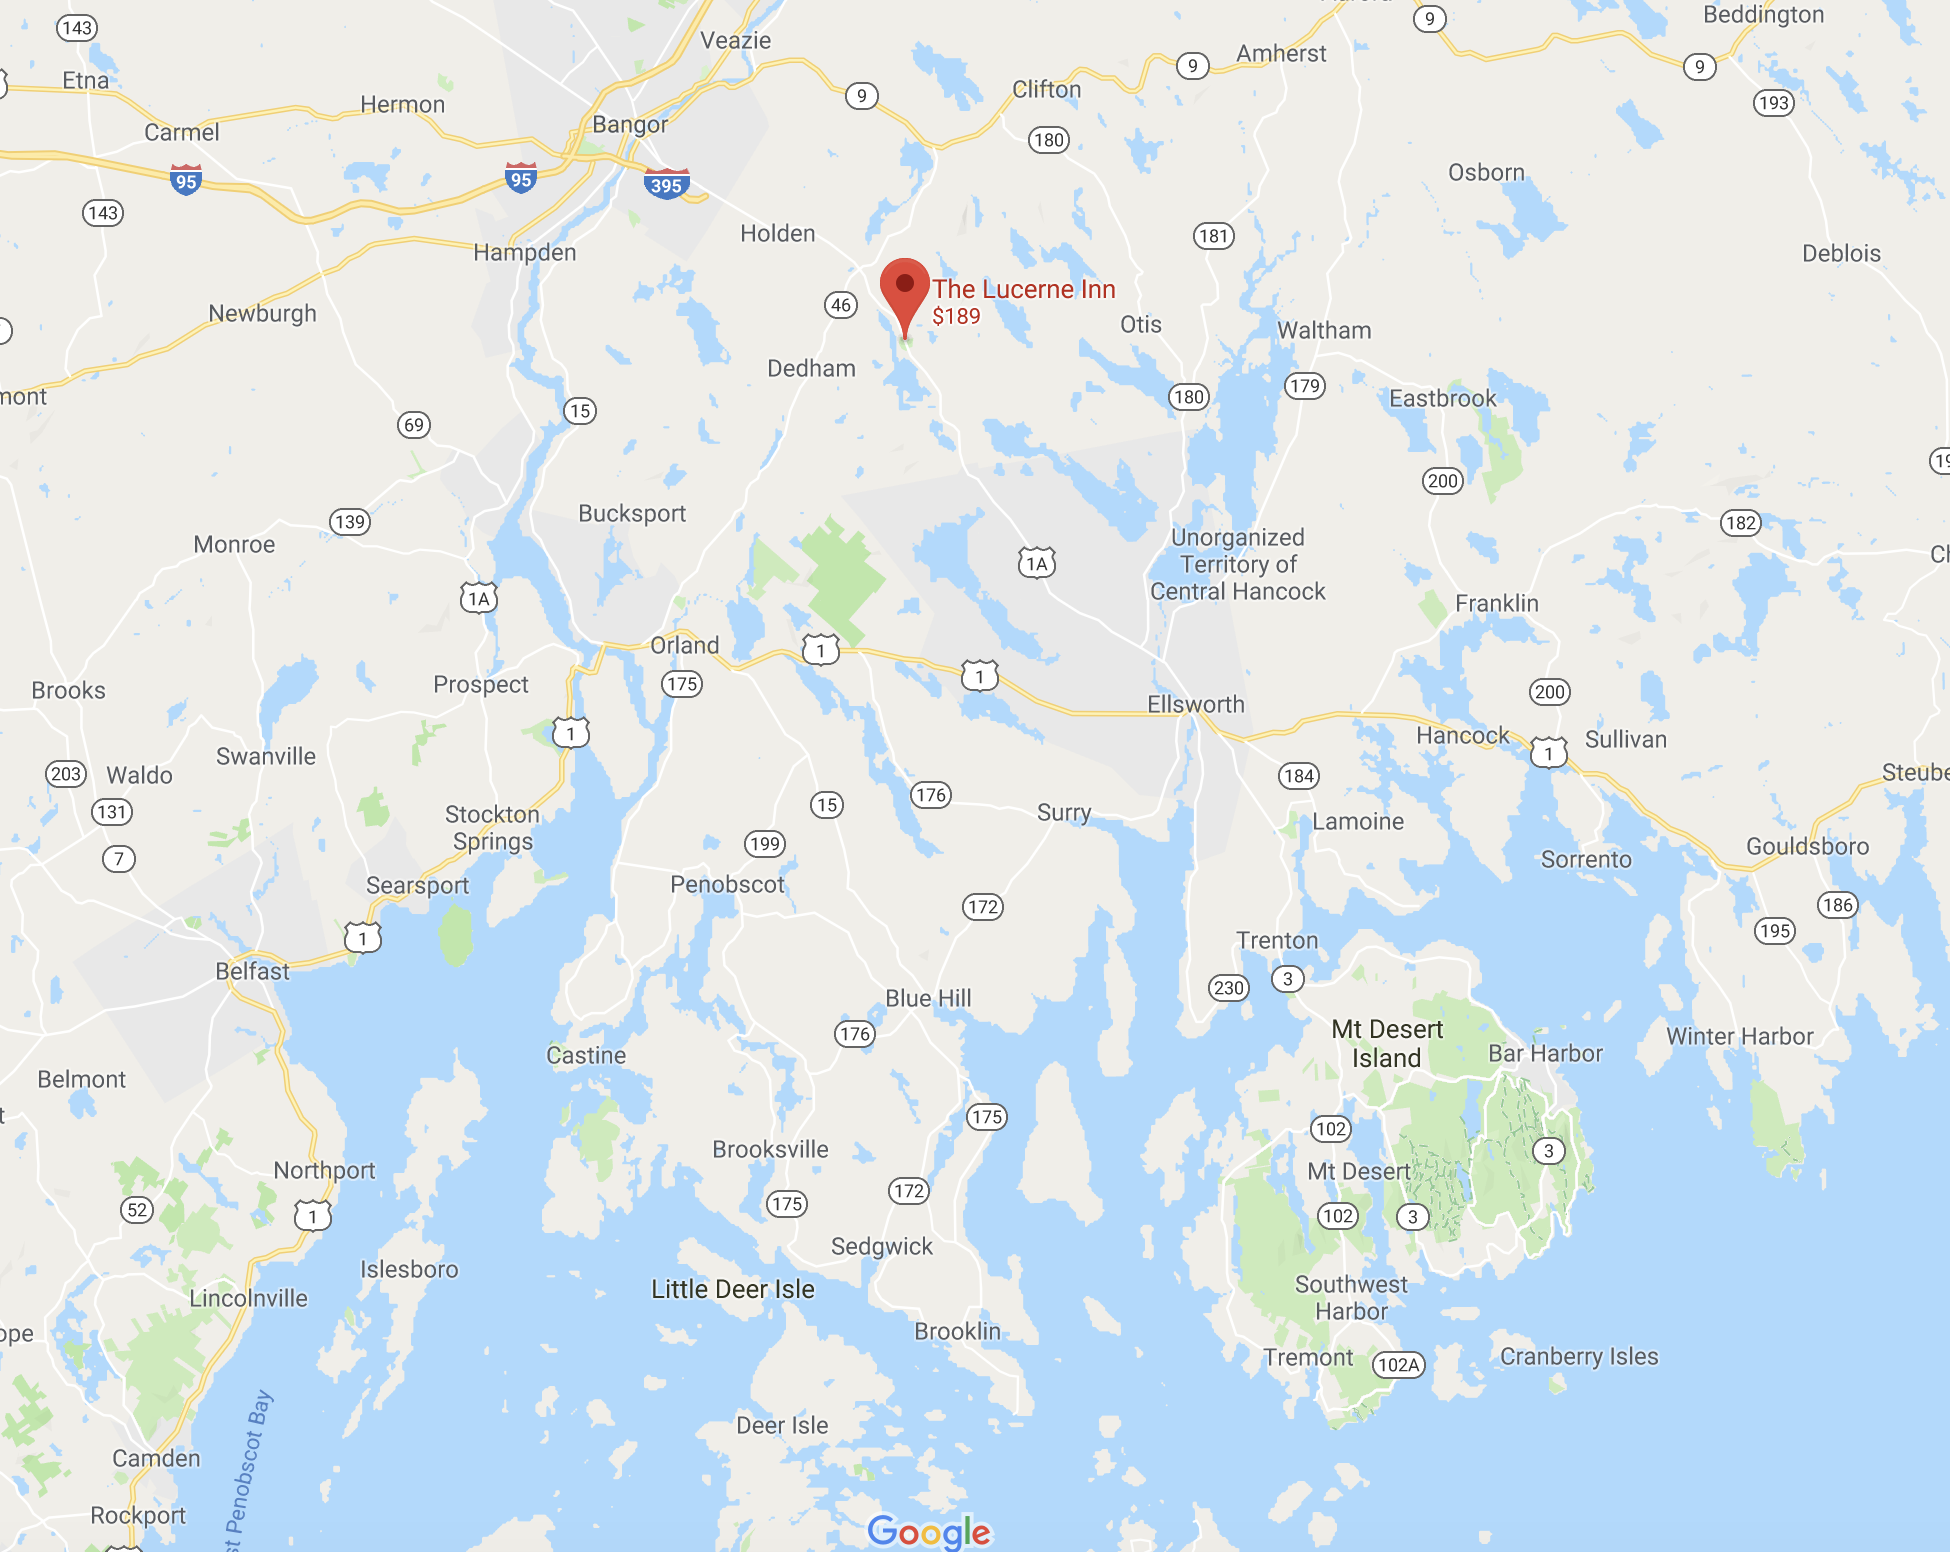 143
Veazie
9
Beddington
Etna
Hermon
9
Clifton
9
Amherst
9
193
Carmel
Bangor
180
95
95
395
Osborn
143
Hampden
Holden
181
Deblois
Newburgh
46
The Lucerne Inn
$189
Otis
Waltham
Dedham
180
179
Eastbrook
69
15
200
139
Bucksport
182
Monroe
1A
Unorganized
Territory of
Central Hancock
1A
Franklin
Orland
1
1
Brooks
Prospect
175
200
Ellsworth
1
Hancock
1
Sullivan
203
Waldo
Swanville
184
131
Stockton
Springs
15
176
Surry
Lamoine
7
199
Sorrento
Gouldsboro
Searsport
Penobscot
172
186
1
195
Belfast
Trenton
3
230
Blue Hill
176
Mt Desert
Island
Bar Harbor
Winter Harbor
Castine
Belmont
175
102
3
Brooksville
Northport
Mt Desert
52
1
175
172
102
3
Sedgwick
Islesboro
Little Deer Isle
Southwest
Harbor
Lincolnville
Brooklin
Tremont
102A
Cranberry Isles
Deer Isle
Camden
Penobscot Bay
Rockport
Google